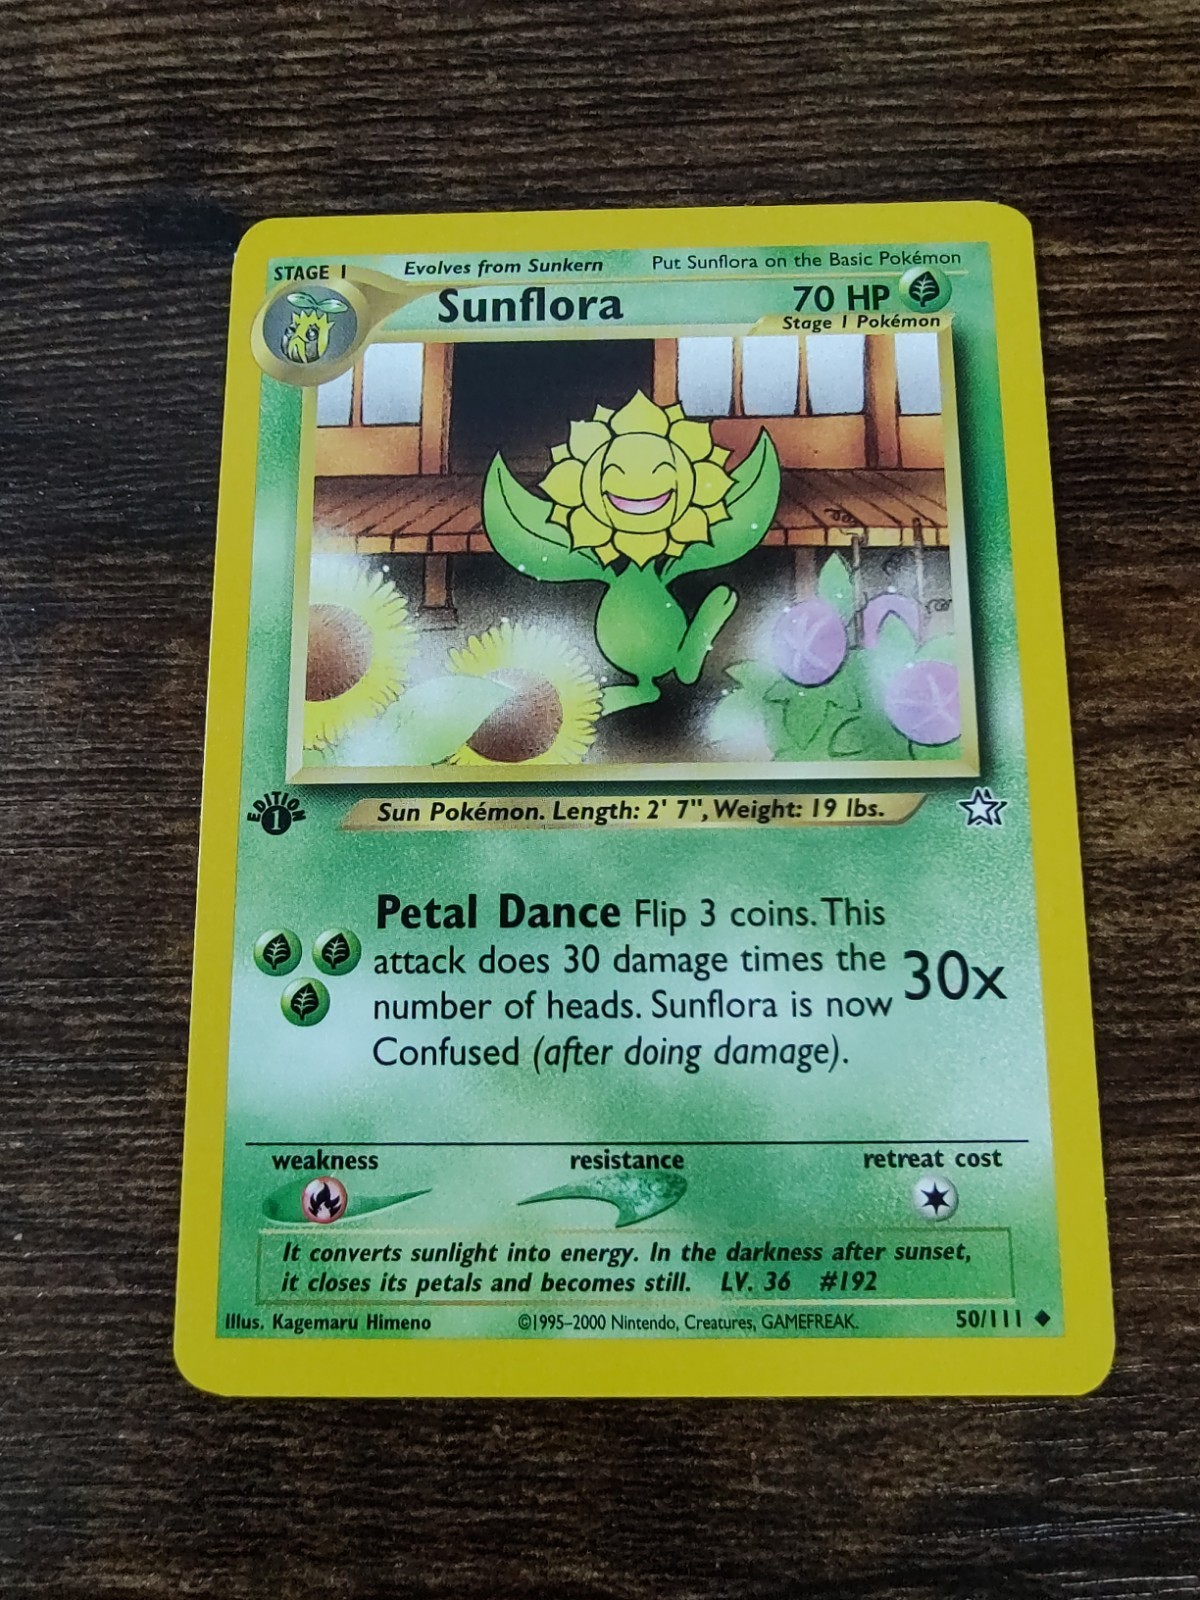 STAGE 1 Evolves from Sunkern Put Sunflora on the Basic Pokémon
Sunflora 70 HP
Stage 1 Pokémon
EDITION
1
Sun Pokémon. Length: 2' 7", Weight: 19 lbs.
Petal Dance Flip 3 coins. This
attack does 30 damage times the
number of heads. Sunflora is now
Confused (after doing damage).
30x
weakness resistance retreat cost
It converts sunlight into energy. In the darkness after sunset,
it closes its petals and becomes still. LV. 36 #192
Illus. Kagemaru Himeno ©1995–2000 Nintendo, Creatures, GAMEFREAK. 50/111